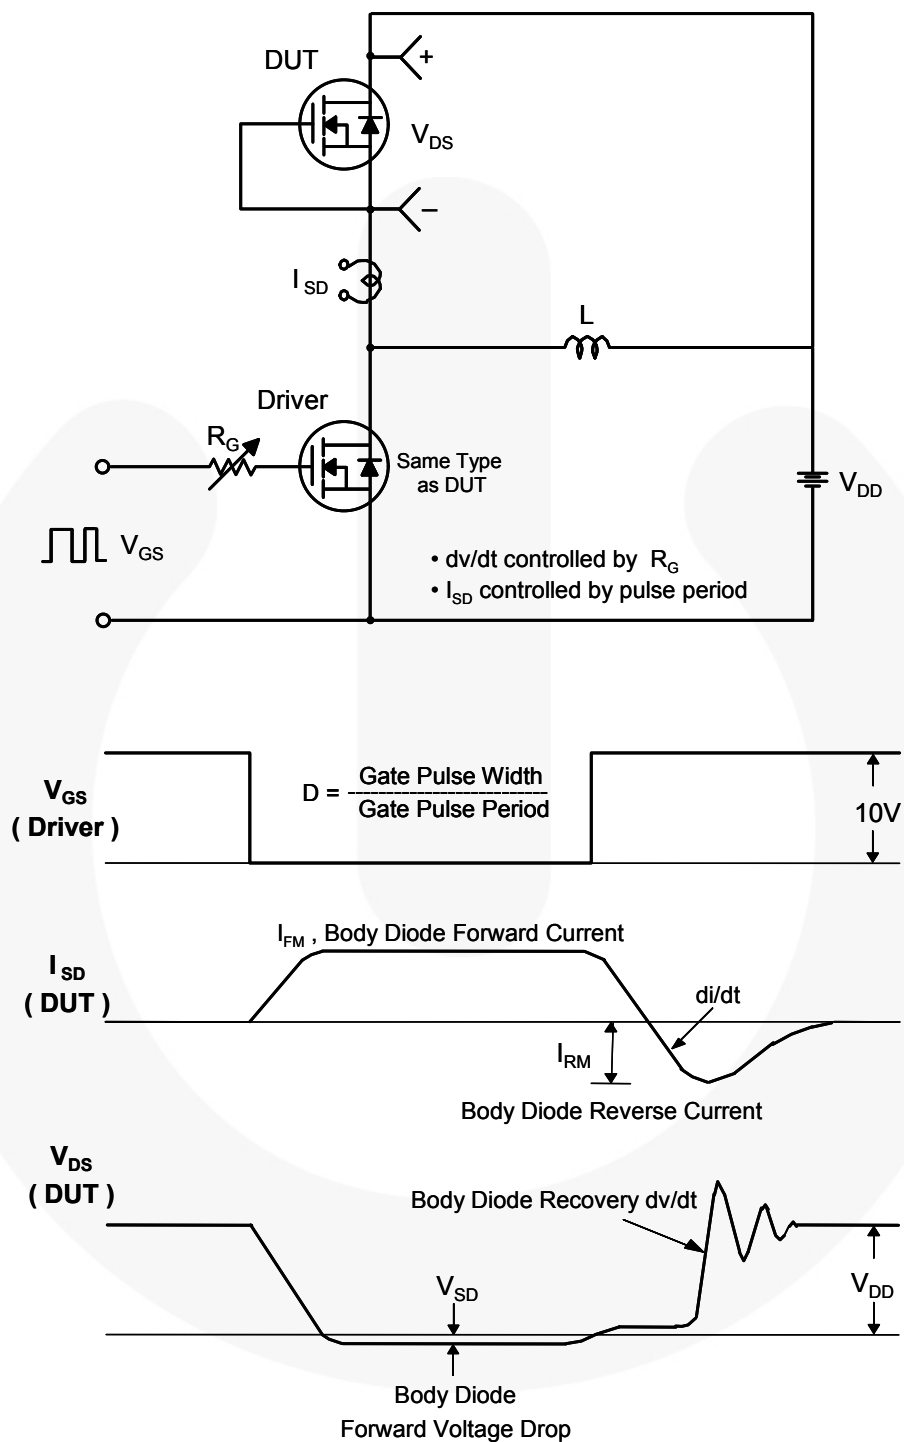 DUT
+
V_DS
−
I_SD
L
Driver
R_G
Same Type
as DUT
V_DD
V_GS
• dv/dt controlled by R_G
• I_SD controlled by pulse period
V_GS
( Driver )
D = Gate Pulse Width
Gate Pulse Period
10V
I_FM , Body Diode Forward Current
I_SD
( DUT )
di/dt
I_RM
Body Diode Reverse Current
V_DS
( DUT )
Body Diode Recovery dv/dt
V_SD
V_DD
Body Diode
Forward Voltage Drop